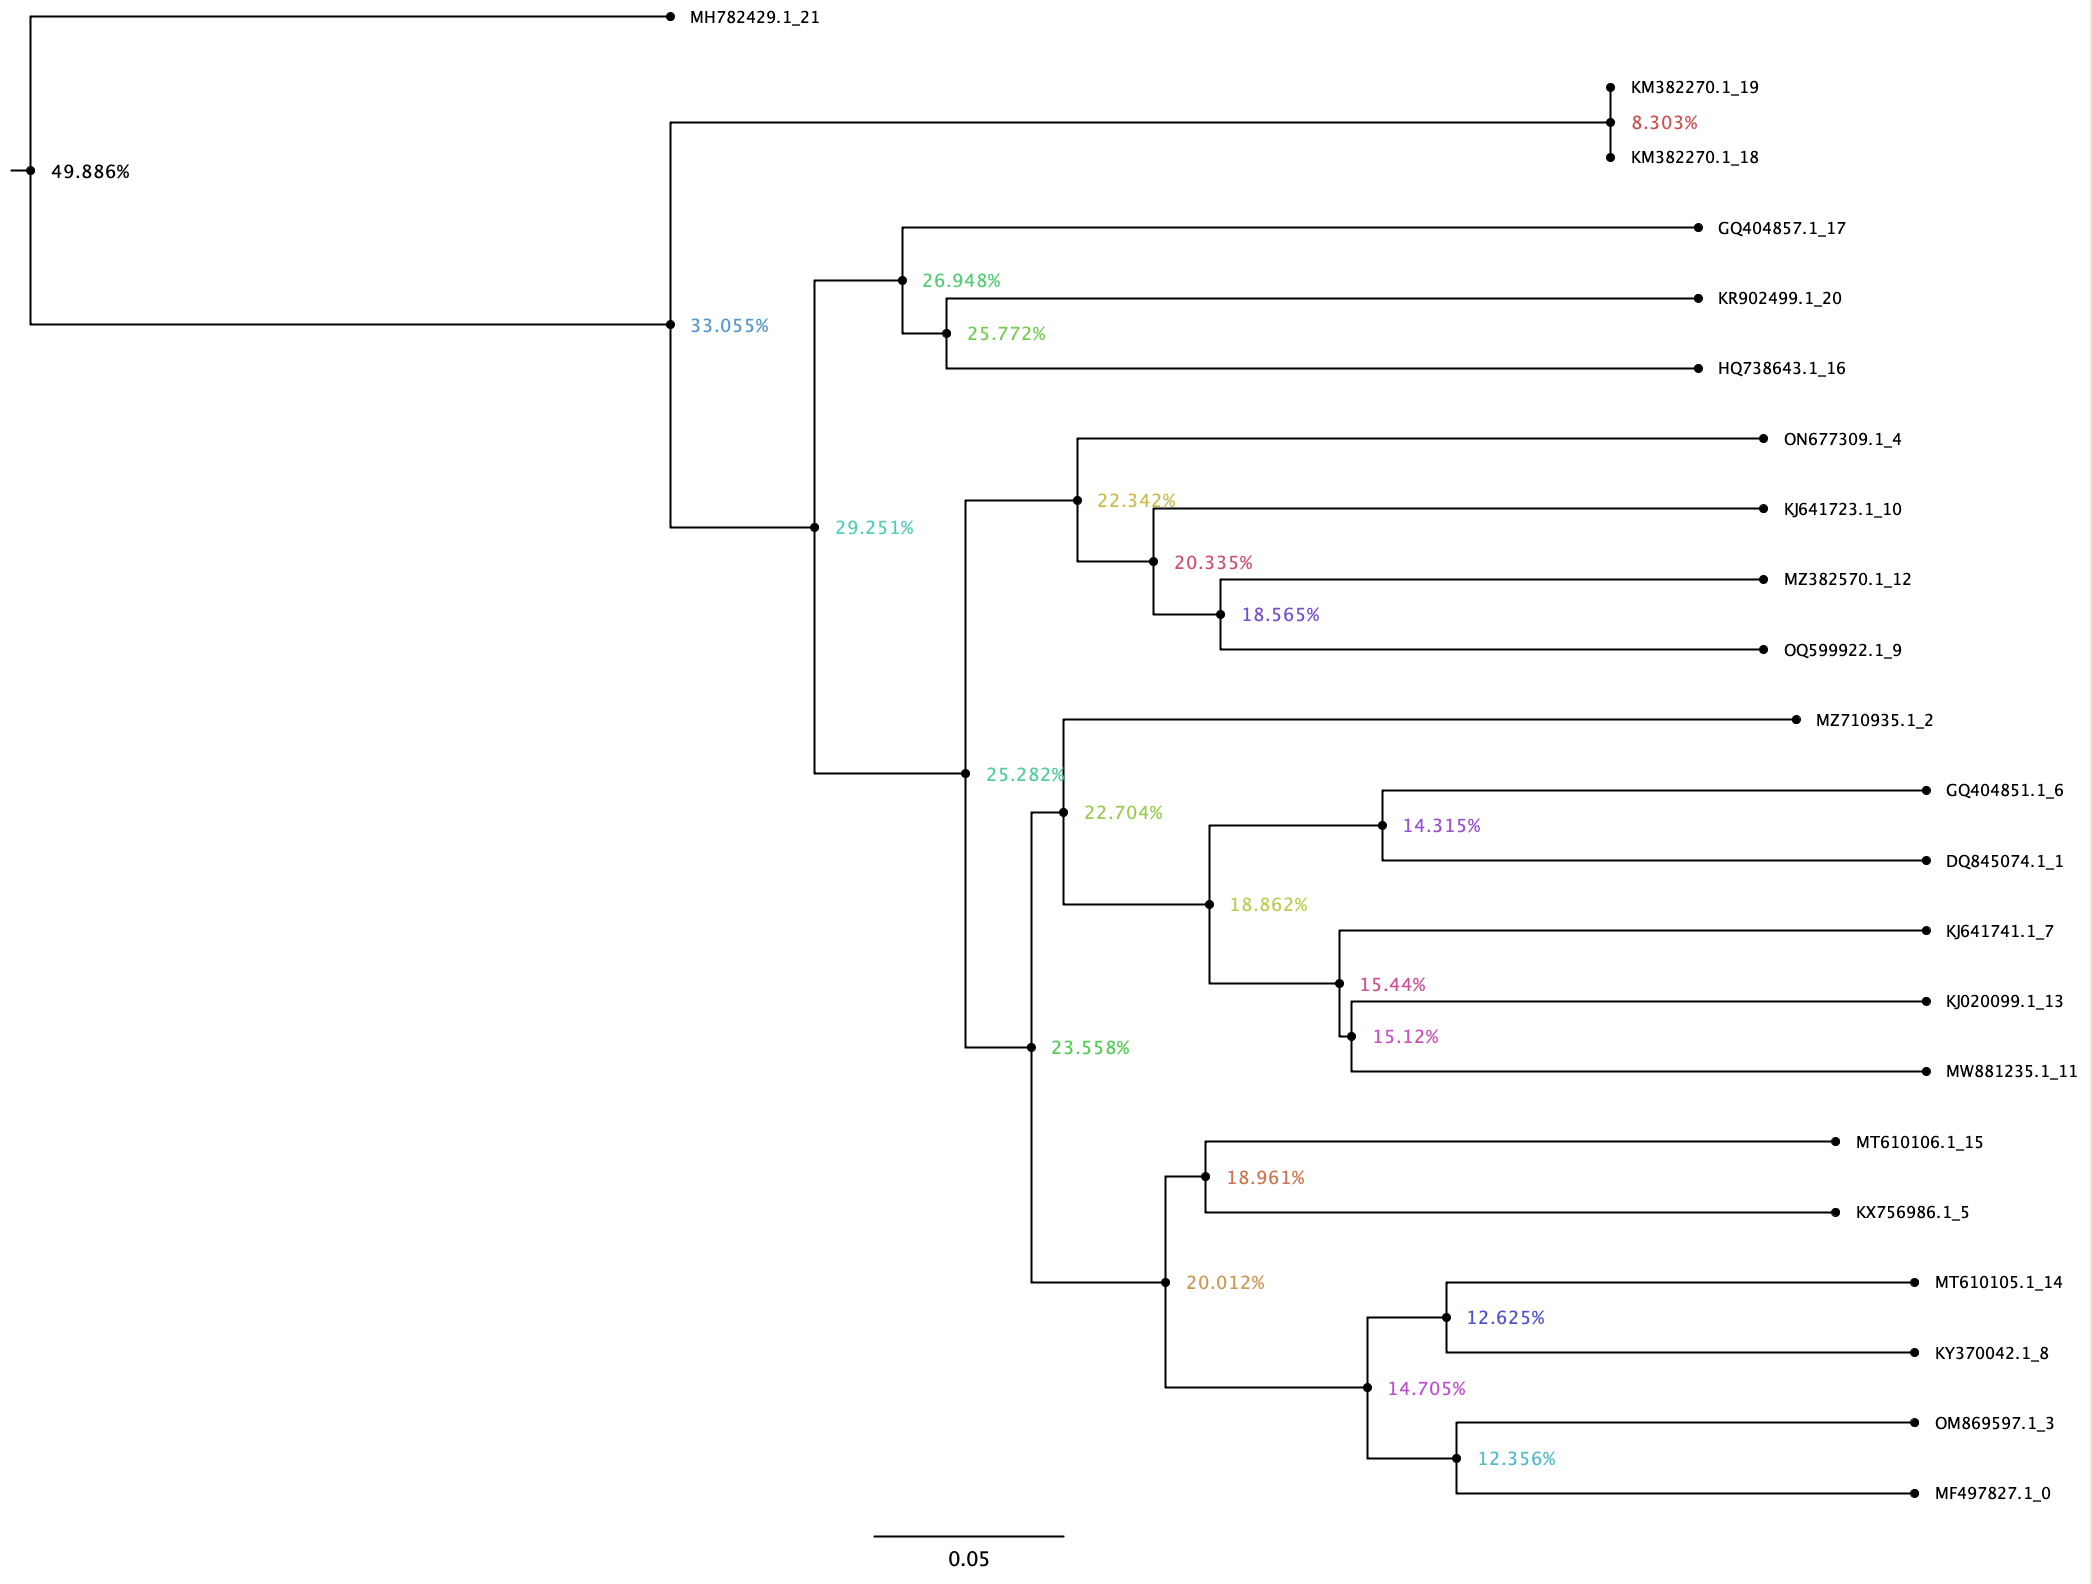 MH782429.1_21
KM382270.1_19
8.303%
KM382270.1_18
49.886%
GQ404857.1_17
26.948%
KR902499.1_20
33.055%
25.772%
HQ738643.1_16
ON677309.1_4
22.342%
KJ641723.1_10
29.251%
20.335%
MZ382570.1_12
18.565%
OQ599922.1_9
MZ710935.1_2
25.282%
GQ404851.1_6
22.704%
14.315%
DQ845074.1_1
18.862%
KJ641741.1_7
15.44%
KJ020099.1_13
15.12%
23.558%
MW881235.1_11
MT610106.1_15
18.961%
KX756986.1_5
20.012%
MT610105.1_14
12.625%
KY370042.1_8
14.705%
OM869597.1_3
12.356%
MF497827.1_0
0.05